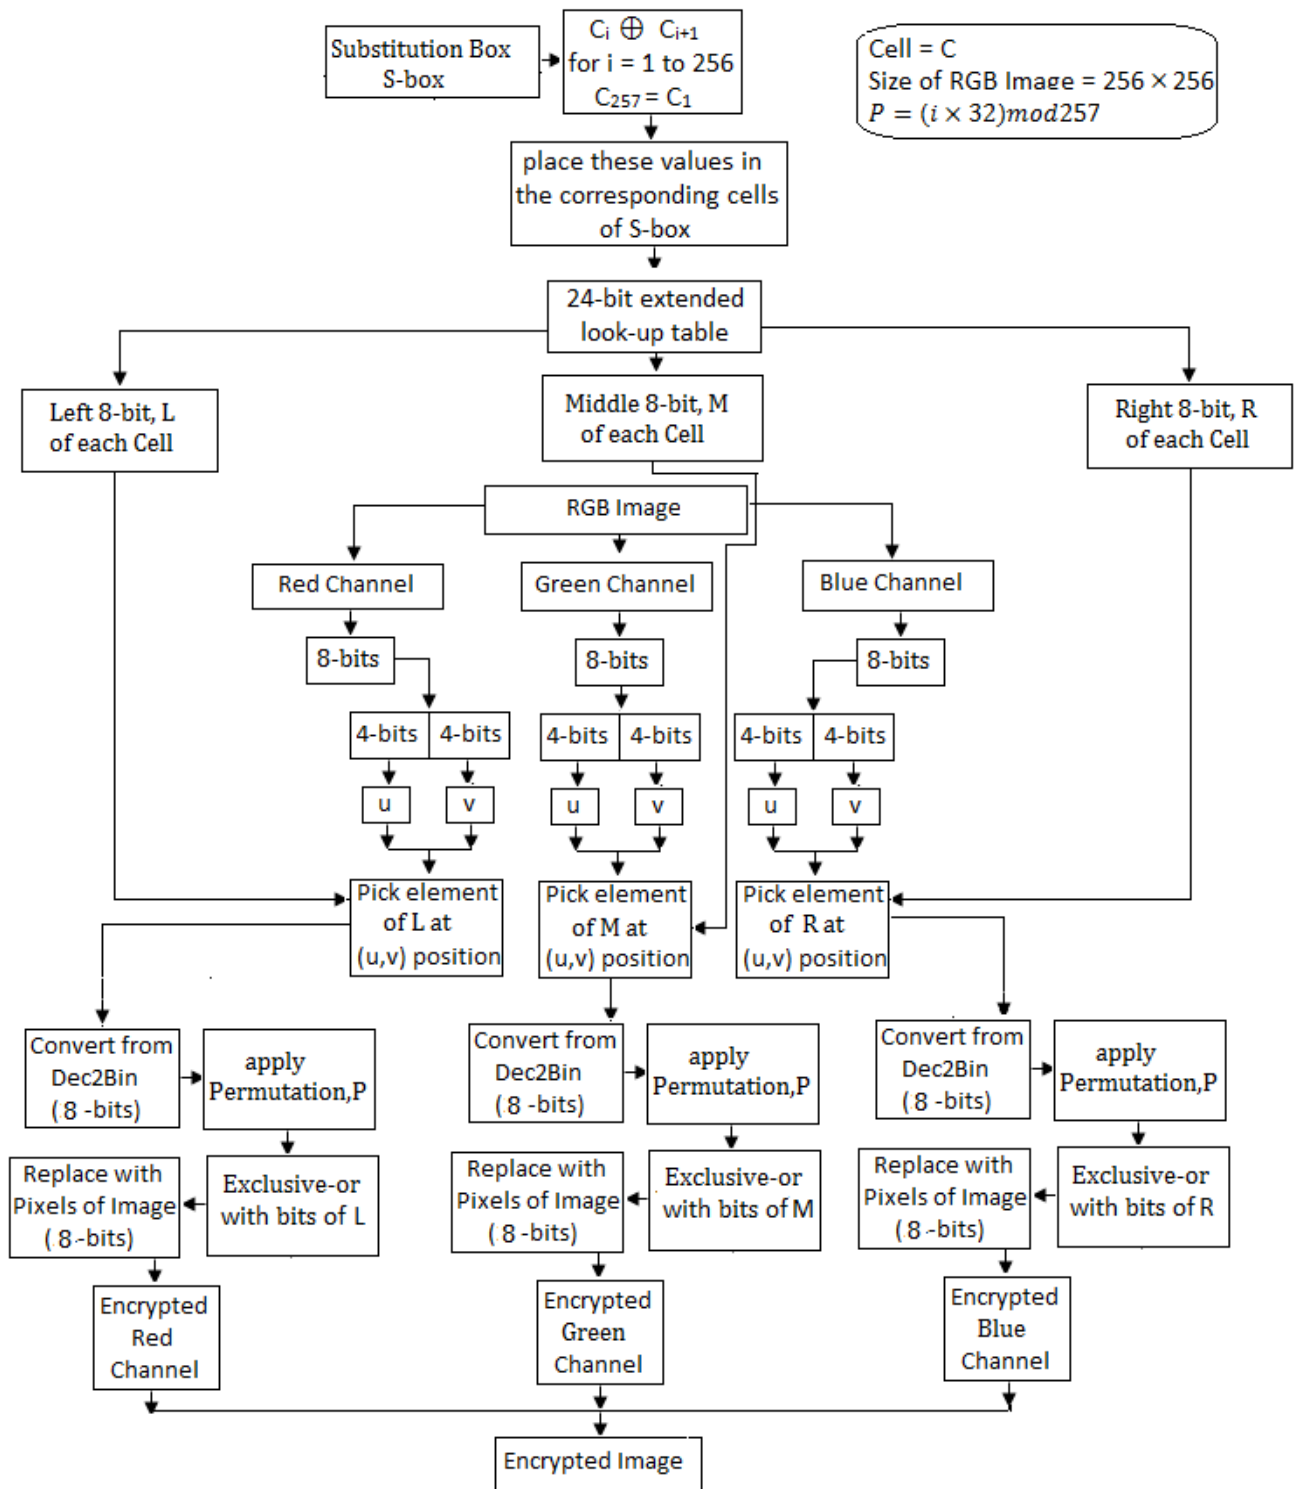 Substitution Box
S-box
Cᵢ ⊕ Cᵢ₊₁
for i = 1 to 256
C₂₅₇ = C₁
Cell = C
Size of RGB Image = 256 × 256
P = (i × 32)mod257
place these values in
the corresponding cells
of S-box
24-bit extended
look-up table
Left 8-bit, L
of each Cell
Middle 8-bit, M
of each Cell
Right 8-bit, R
of each Cell
RGB Image
Red Channel
Green Channel
Blue Channel
8-bits
8-bits
8-bits
4-bits
4-bits
4-bits
4-bits
4-bits
4-bits
u
v
u
v
u
v
Pick element
of L at
(u,v) position
Pick element
of M at
(u,v) position
Pick element
of R at
(u,v) position
Convert from
Dec2Bin
(8 -bits)
apply
Permutation,P
Convert from
Dec2Bin
(8 -bits)
apply
Permutation,P
Convert from
Dec2Bin
(8 -bits)
apply
Permutation,P
Replace with
Pixels of Image
(8 -bits)
Exclusive-or
with bits of L
Replace with
Pixels of Image
(8 -bits)
Exclusive-or
with bits of M
Replace with
Pixels of Image
(8 -bits)
Exclusive-or
with bits of R
Encrypted
Red
Channel
Encrypted
Green
Channel
Encrypted
Blue
Channel
Encrypted Image